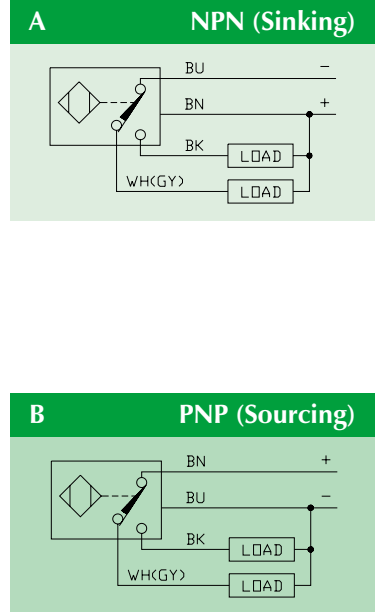 A NPN (Sinking)
BU −
BN +
BK LOAD
WH(GY) LOAD
B PNP (Sourcing)
BN +
BU −
BK LOAD
WH(GY) LOAD